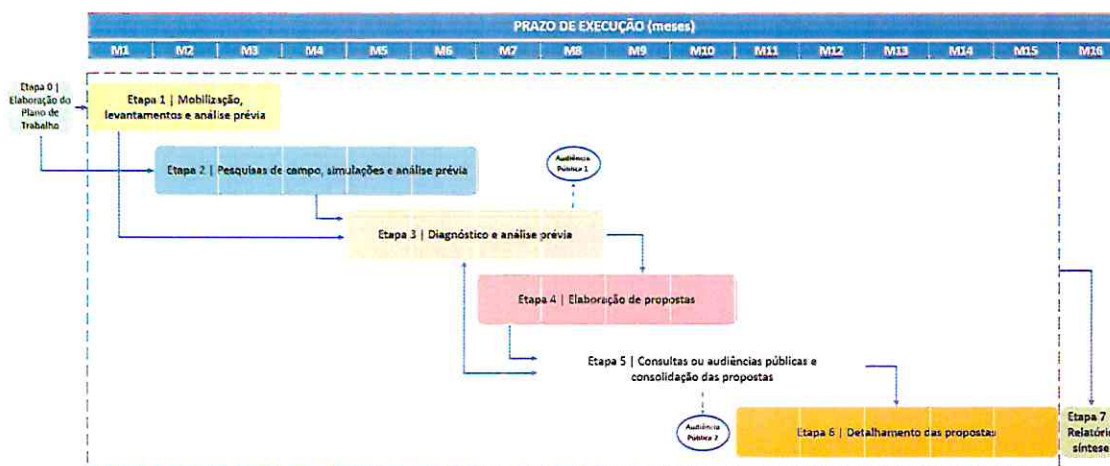 PRAZO DE EXECUÇÃO (meses)
M1 M2 M3 M4 M5 M6 M7 M8 M9 M10 M11 M12 M13 M14 M15 M16
Etapa 0 |
Elaboração do
Plano de
Trabalho
Etapa 1 | Mobilização,
levantamentos e análise prévia
Etapa 2 | Pesquisas de campo, simulações e análise prévia
Audiência
Pública 1
Etapa 3 | Diagnóstico e análise prévia
Etapa 4 | Elaboração de propostas
Etapa 5 | Consultas ou audiências públicas e
consolidação das propostas
Audiência
Pública 2
Etapa 6 | Detalhamento das propostas
Etapa 7
Relatóri
síntese